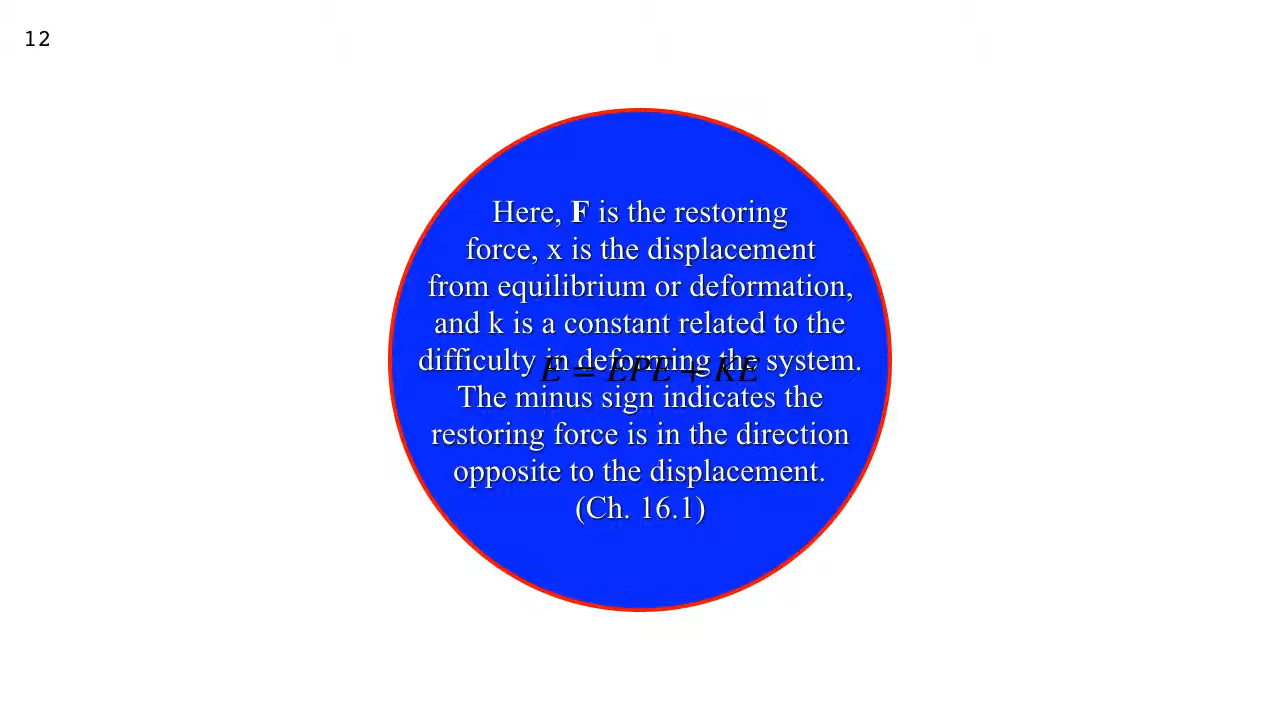 12
Here, F is the restoring
force, x is the displacement
from equilibrium or deformation,
and k is a constant related to the
difficulty in deforming the system.
E = EPE + KE
The minus sign indicates the
restoring force is in the direction
opposite to the displacement.
(Ch. 16.1)